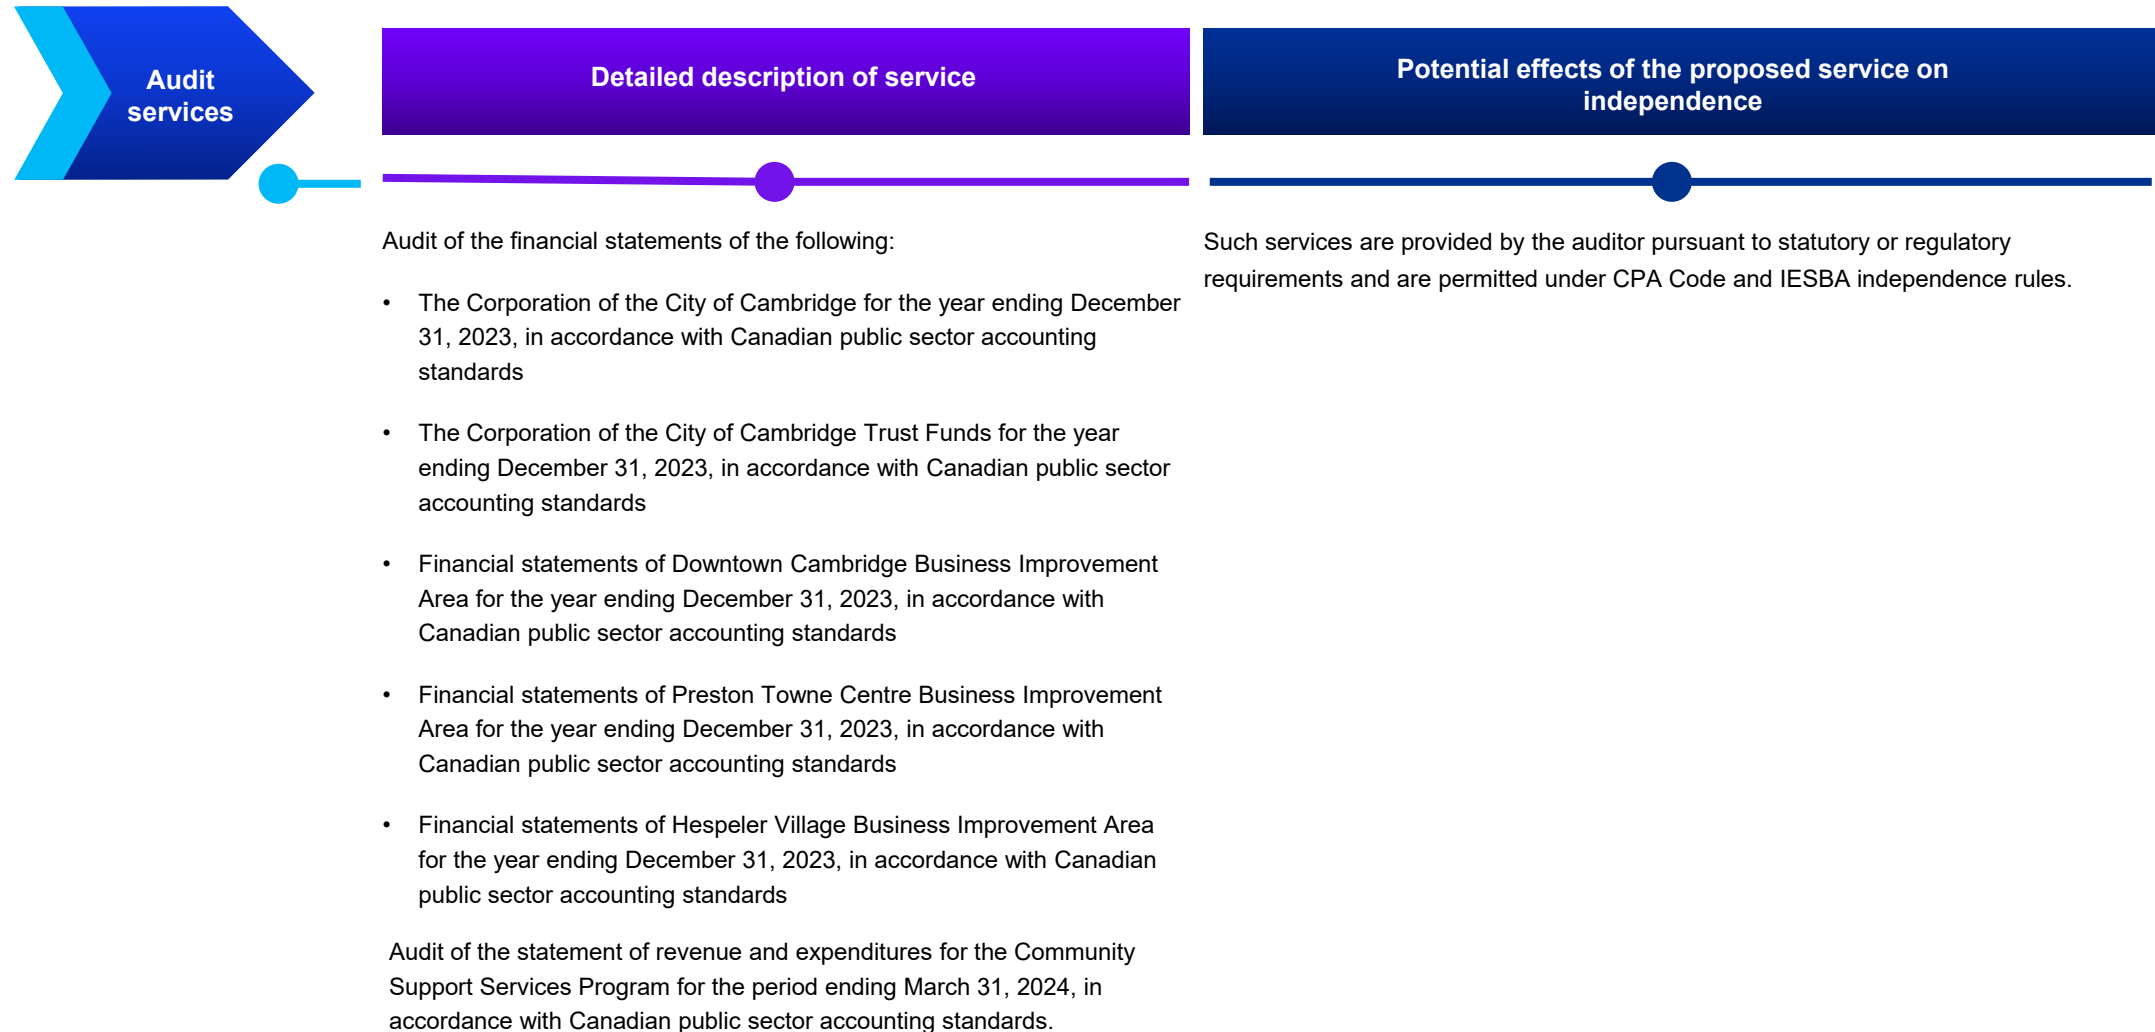 Audit
services
Detailed description of service
Potential effects of the proposed service on
independence
Audit of the financial statements of the following:
• The Corporation of the City of Cambridge for the year ending December
31, 2023, in accordance with Canadian public sector accounting
standards
• The Corporation of the City of Cambridge Trust Funds for the year
ending December 31, 2023, in accordance with Canadian public sector
accounting standards
• Financial statements of Downtown Cambridge Business Improvement
Area for the year ending December 31, 2023, in accordance with
Canadian public sector accounting standards
• Financial statements of Preston Towne Centre Business Improvement
Area for the year ending December 31, 2023, in accordance with
Canadian public sector accounting standards
• Financial statements of Hespeler Village Business Improvement Area
for the year ending December 31, 2023, in accordance with Canadian
public sector accounting standards
Audit of the statement of revenue and expenditures for the Community
Support Services Program for the period ending March 31, 2024, in
accordance with Canadian public sector accounting standards.
Such services are provided by the auditor pursuant to statutory or regulatory
requirements and are permitted under CPA Code and IESBA independence rules.